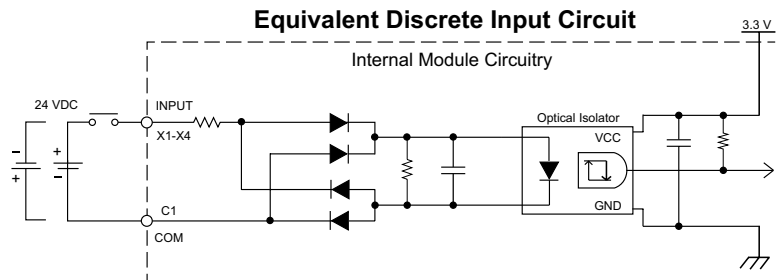 Equivalent Discrete Input Circuit
3.3 V
Internal Module Circuitry
24 VDC
INPUT
X1-X4
Optical Isolator
VCC
-
+
+
-
GND
C1
COM